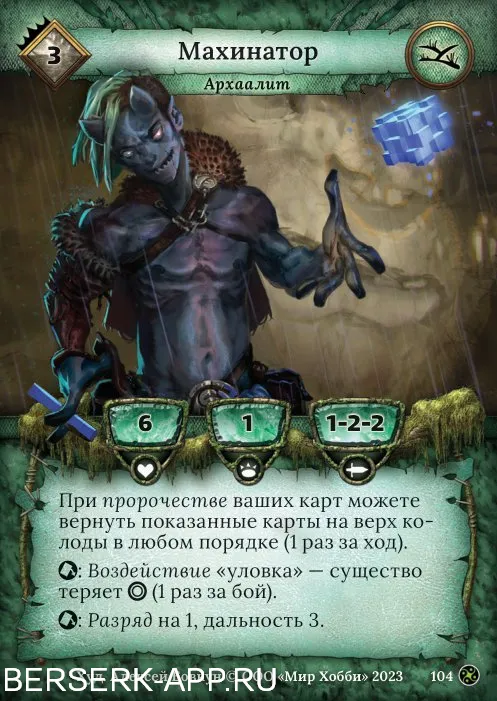 3
Махинатор
Архаалит
6
1
1-2-2
При пророчестве ваших карт можете
вернуть показанные карты на верх ко-
лоды в любом порядке (1 раз за ход).
: Воздействие «уловка» — существо
теряет (1 раз за бой).
: Разряд на 1, дальность 3.
ООО «Мир Хобби» 2023
104
BERSERK-APP.RU